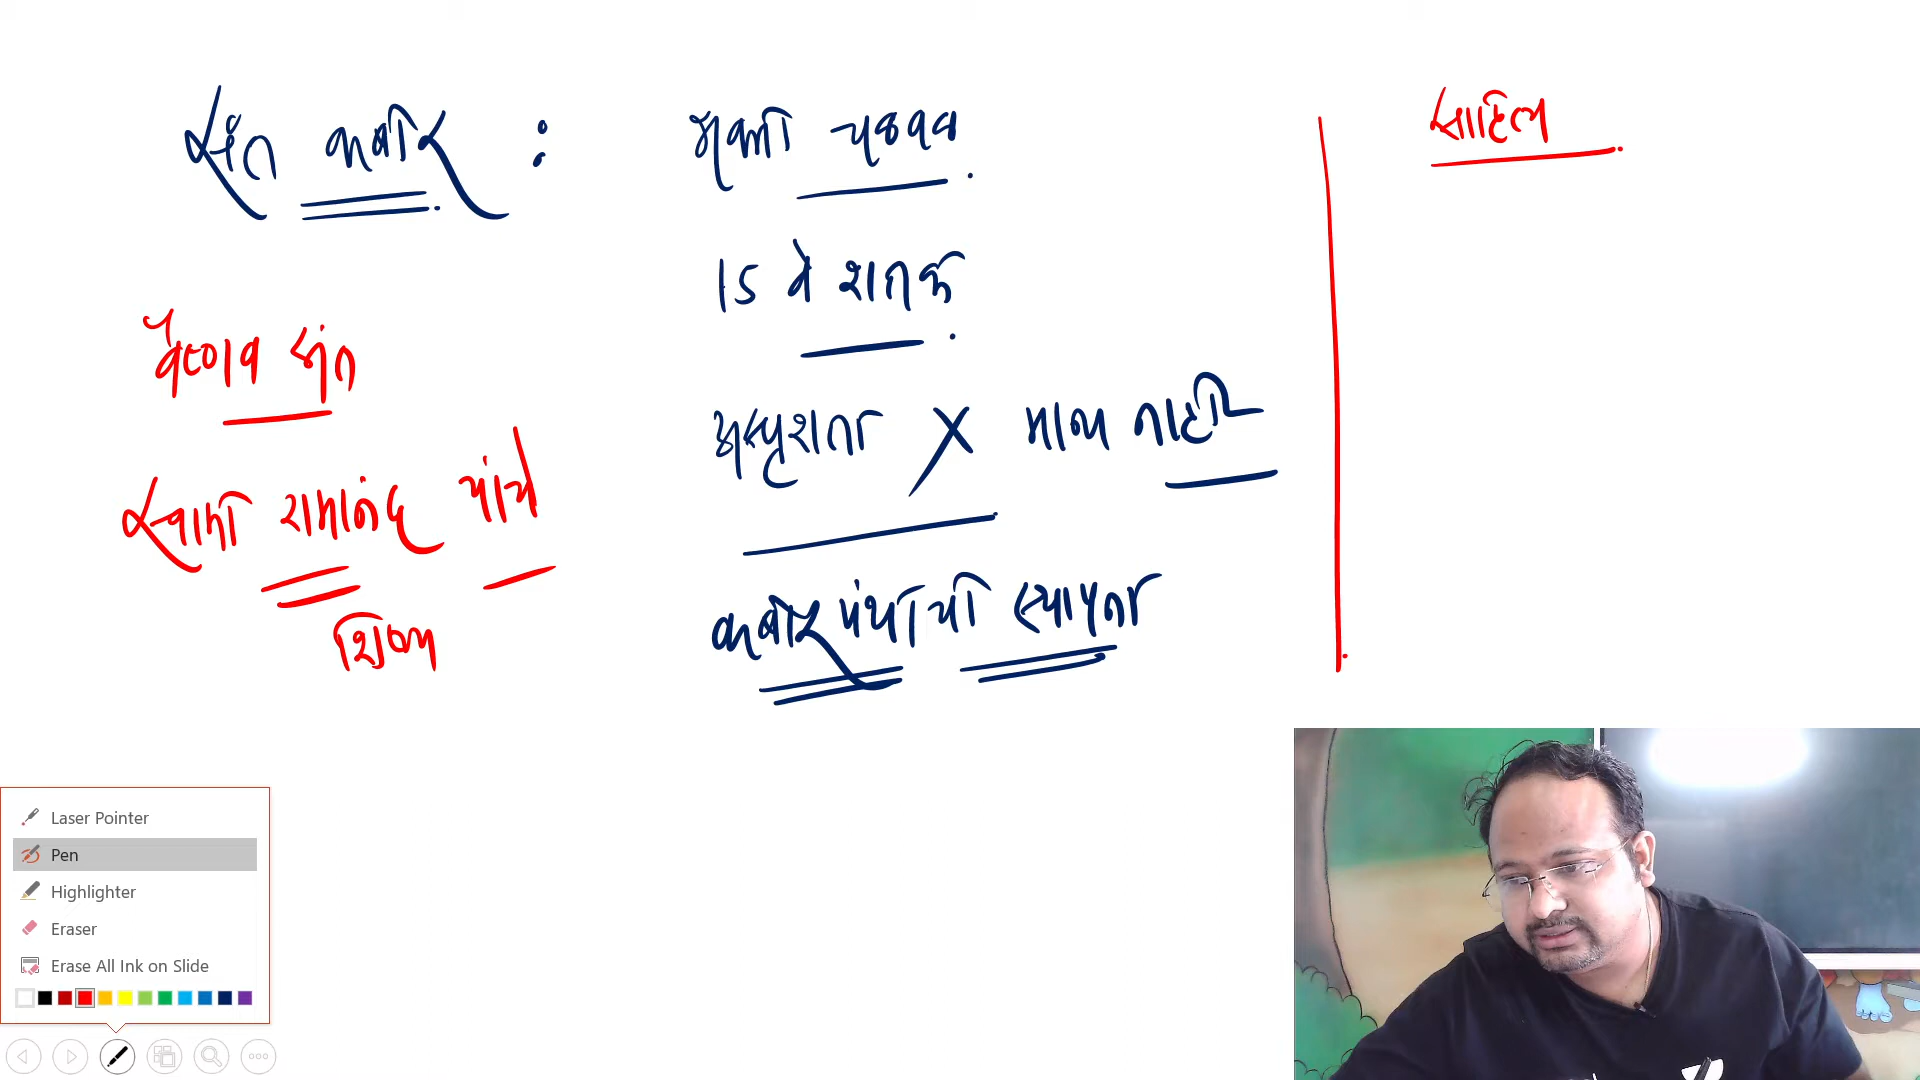 संत कबीर :
भक्ती चळवळ
15 वे शतक
अस्पृशता X मान्य नाही
कबीर पंथाची स्थापना
वैष्णव संत
स्वामी रामानंद यांचे
शिष्य
साहित्य
Laser Pointer
Pen
Highlighter
Eraser
Erase All Ink on Slide